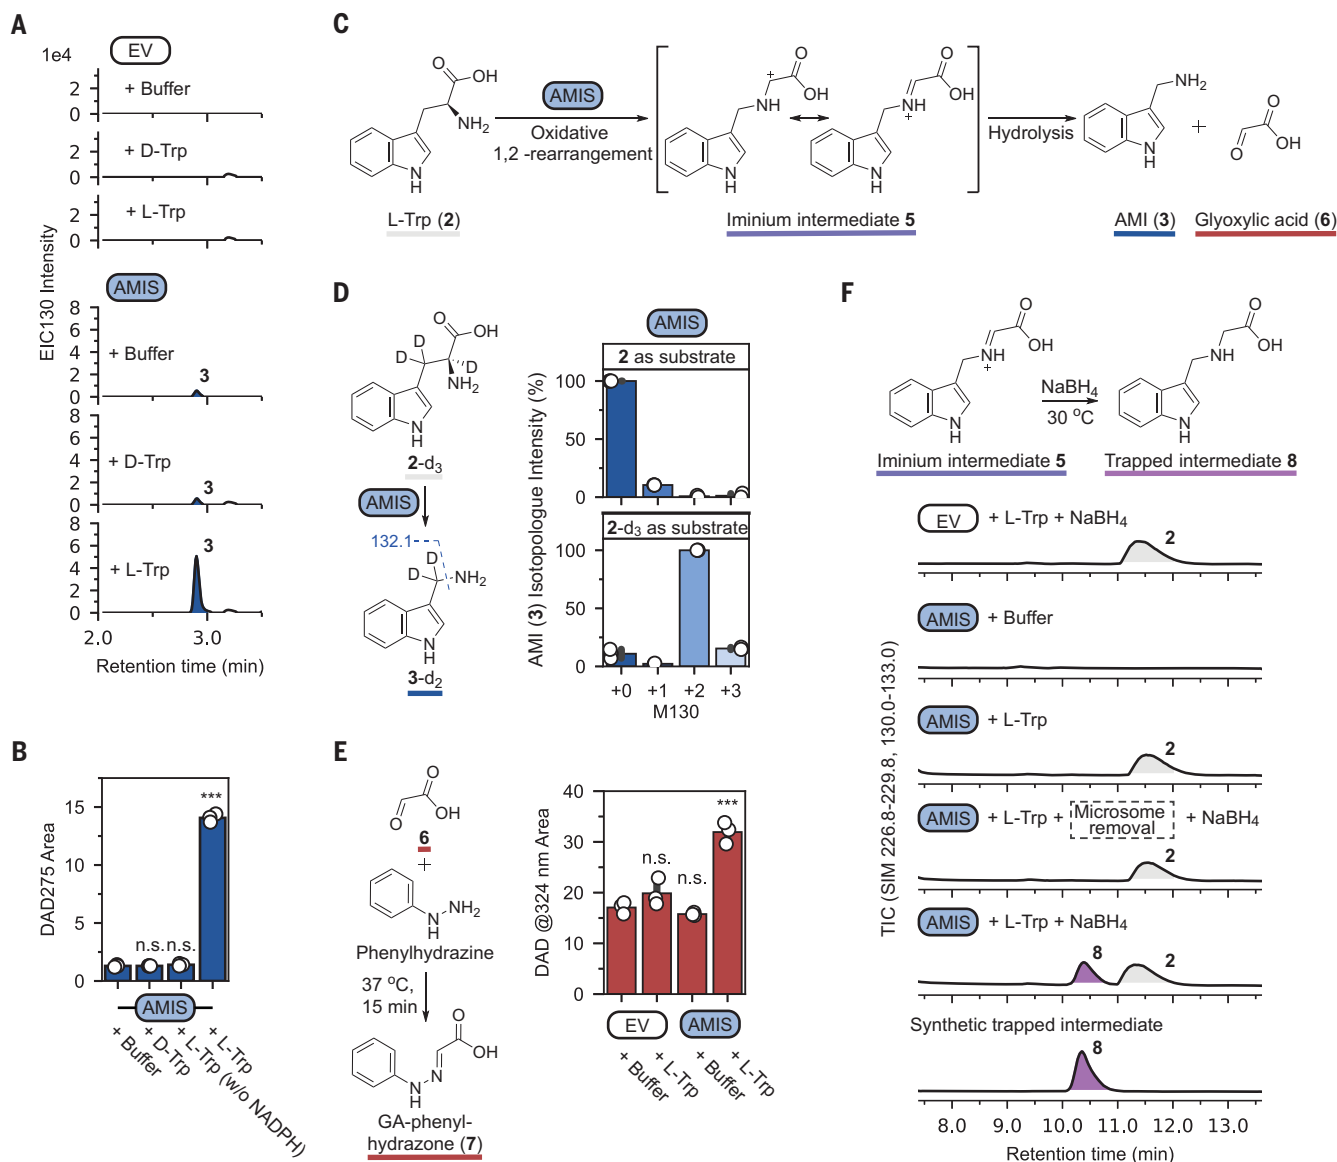 A
1e4
EV
+ Buffer
2
0
+ D-Trp
2
0
+ L-Trp
2
0
EIC130 Intensity
AMIS
8
6
+ Buffer
4
3
2
0
8
6
+ D-Trp
4
3
2
0
8
6
3
+ L-Trp
4
2
0
2.0
3.0
Retention time (min)
B
15
10
5
0
DAD275 Area
n.s.
n.s.
***
AMIS
+ Buffer
+ D-Trp
+ L-Trp (w/o NADPH)
+ L-Trp
C
O
OH
NH2
N
H
L-Trp (2)
AMIS
Oxidative
1,2 -rearrangement
+
O
OH
NH
N
H
O
OH
NH
+
N
H
Iminium intermediate 5
Hydrolysis
NH2
N
H
AMI (3)
+
O
O
OH
Glyoxylic acid (6)
D
O
OH
D
D
D
NH2
N
H
2-d3
AMIS
132.1
D
D
NH2
N
H
3-d2
AMIS
2 as substrate
100
50
0
2-d3 as substrate
100
50
0
AMI (3) Isotopologue Intensity (%)
+0
+1
+2
+3
M130
E
O
O
OH
6
+
N
H
NH2
Phenylhydrazine
37 °C,
15 min
O
OH
N
N
H
GA-phenyl-
hydrazone (7)
DAD @324 nm Area
40
30
20
10
0
n.s.
n.s.
***
EV
AMIS
+ Buffer
+ L-Trp
+ Buffer
+ L-Trp
F
O
OH
NH
+
N
H
Iminium intermediate 5
NaBH4
30 °C
O
OH
NH
N
H
Trapped intermediate 8
TIC (SIM 226.8-229.8, 130.0-133.0)
EV
+ L-Trp + NaBH4
2
AMIS
+ Buffer
AMIS
+ L-Trp
2
AMIS
+ L-Trp +
Microsome
removal
+ NaBH4
2
AMIS
+ L-Trp + NaBH4
8
2
Synthetic trapped intermediate
8
8.0
9.0
10.0
11.0
12.0
13.0
Retention time (min)